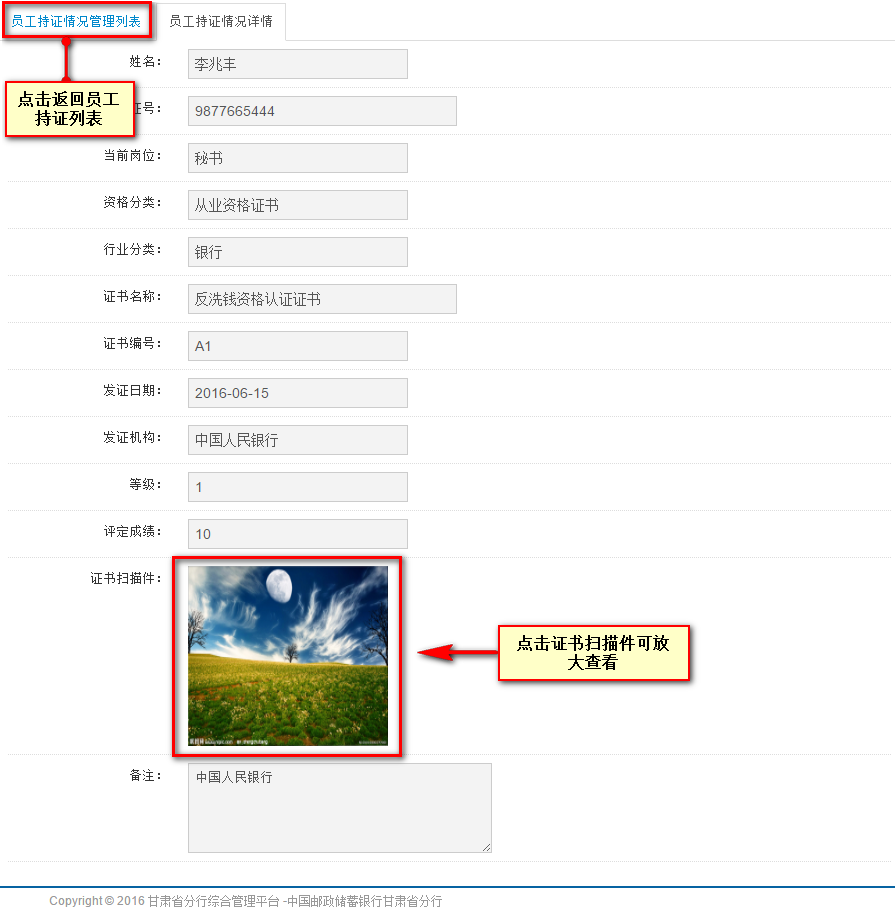 员工持证情况管理列表
员工持证情况详情
姓名：
李兆丰
点击返回员工
持证列表
证号：
9877665444
当前岗位：
秘书
资格分类：
从业资格证书
行业分类：
银行
证书名称：
反洗钱资格认证证书
证书编号：
A1
发证日期：
2016-06-15
发证机构：
中国人民银行
等级：
1
评定成绩：
10
证书扫描件：
点击证书扫描件可放
大查看
备注：
中国人民银行
Copyright © 2016 甘肃省分行综合管理平台 -中国邮政储蓄银行甘肃省分行